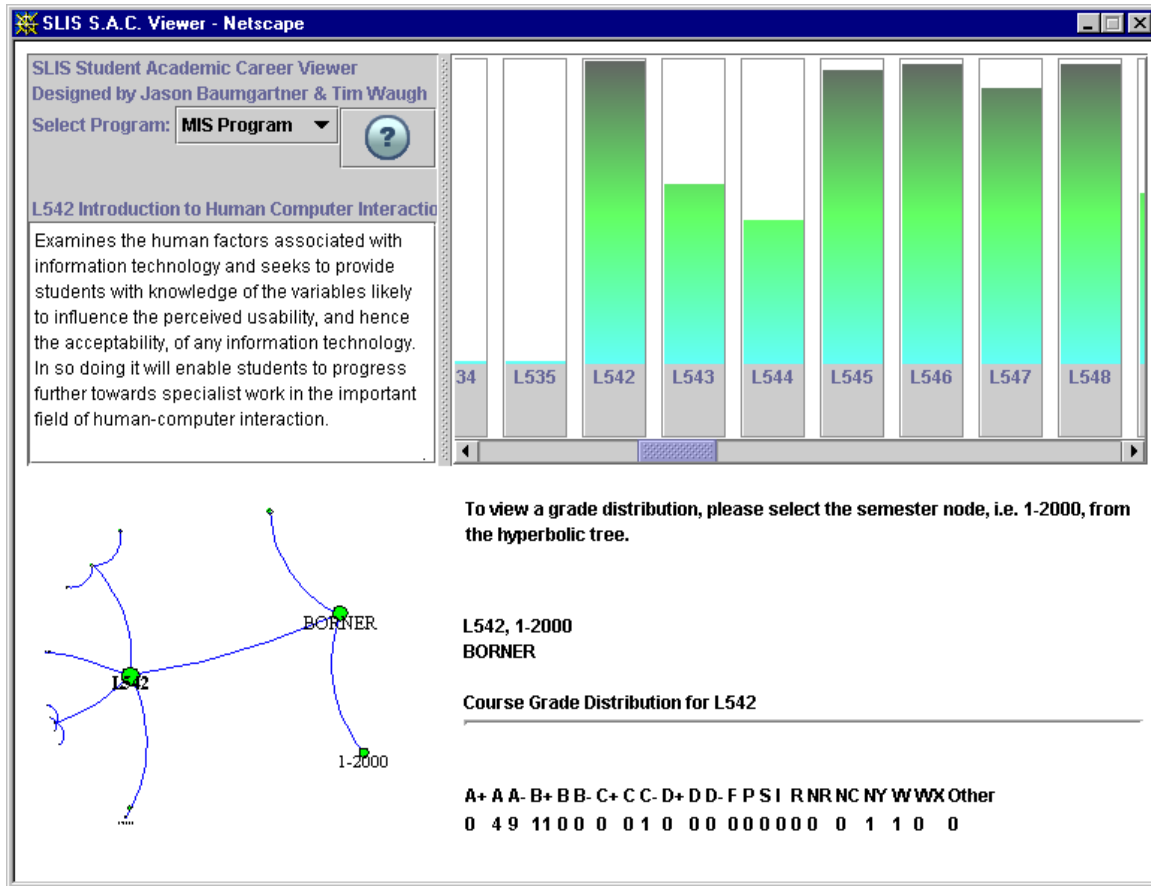 SLIS S.A.C. Viewer - Netscape
SLIS Student Academic Career Viewer
Designed by Jason Baumgartner & Tim Waugh
Select Program: MIS Program
?
L542 Introduction to Human Computer Interactio
Examines the human factors associated with
information technology and seeks to provide
students with knowledge of the variables likely
to influence the perceived usability, and hence
the acceptability, of any information technology.
In so doing it will enable students to progress
further towards specialist work in the important
field of human-computer interaction.
34 L535 L542 L543 L544 L545 L546 L547 L548
BORNER
L542
1-2000
To view a grade distribution, please select the semester node, i.e. 1-2000, from
the hyperbolic tree.
L542, 1-2000
BORNER
Course Grade Distribution for L542
A+ A A- B+ B B- C+ C C- D+ D D- F P S I R NR NC NY W WX Other
0 4 9 11 0 0 0 0 1 0 0 0 0 0 0 0 0 0 0 1 1 0 0